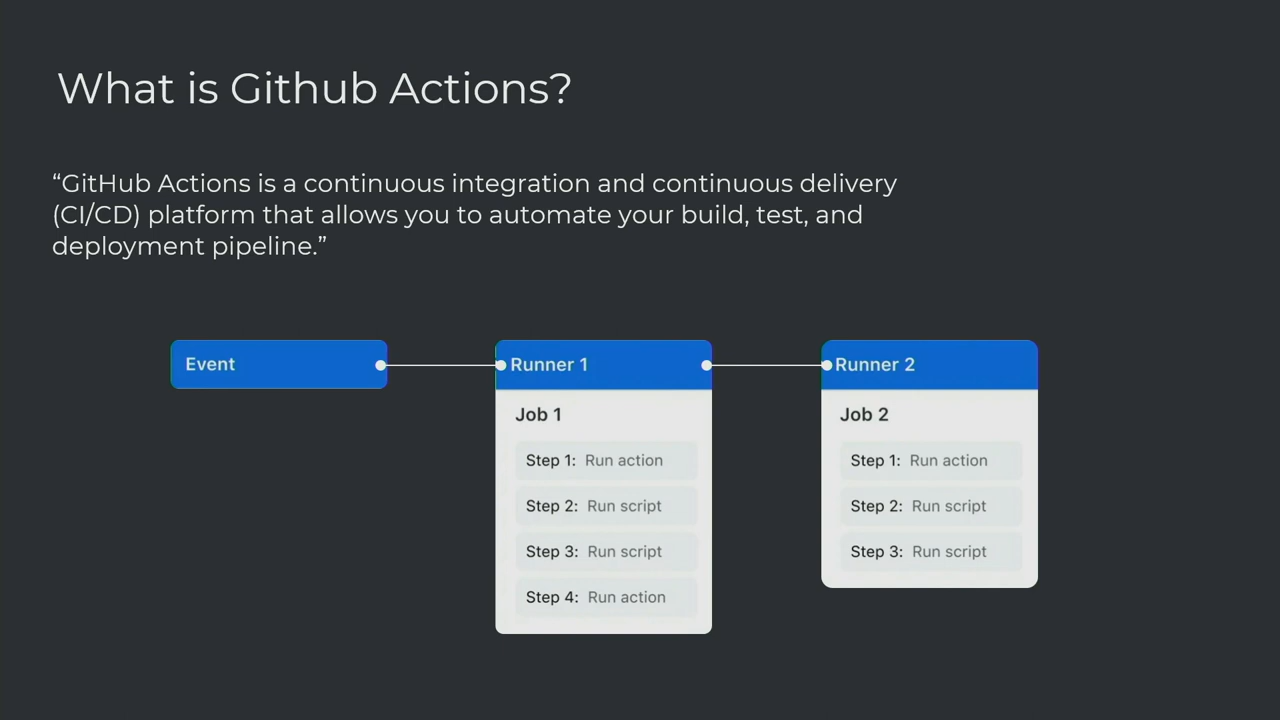 What is Github Actions?
“GitHub Actions is a continuous integration and continuous delivery
(CI/CD) platform that allows you to automate your build, test, and
deployment pipeline.”
Event
Runner 1
Job 1
Step 1: Run action
Step 2: Run script
Step 3: Run script
Step 4: Run action
Runner 2
Job 2
Step 1: Run action
Step 2: Run script
Step 3: Run script